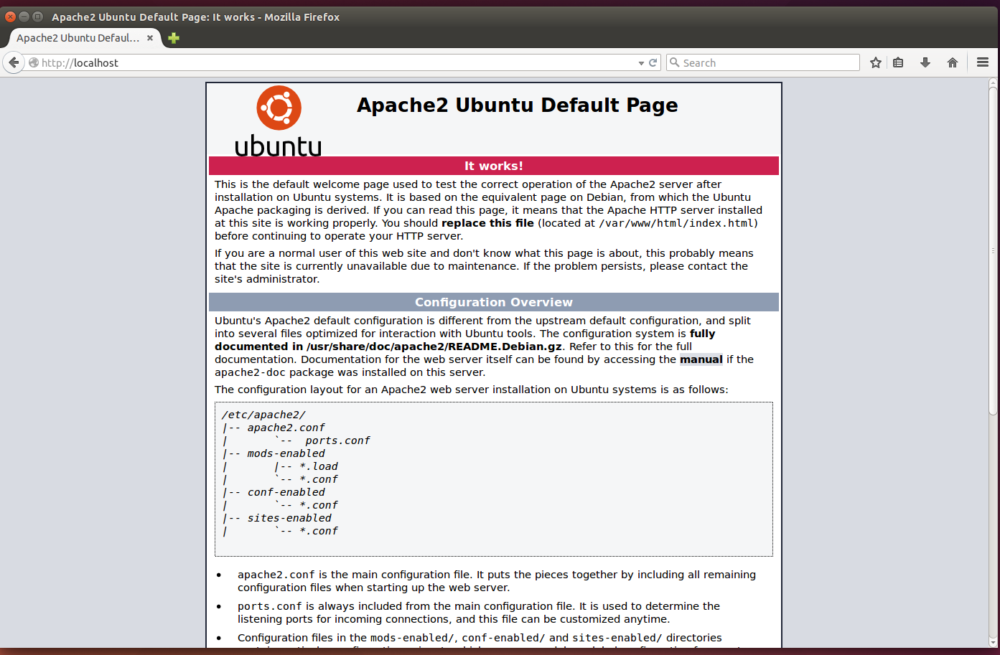 Apache2 Ubuntu Default Page: It works - Mozilla Firefox
Apache2 Ubuntu Defaul...
http://localhost
Search
ubuntu
Apache2 Ubuntu Default Page
It works!
This is the default welcome page used to test the correct operation of the Apache2 server after
installation on Ubuntu systems. It is based on the equivalent page on Debian, from which the Ubuntu
Apache packaging is derived. If you can read this page, it means that the Apache HTTP server installed
at this site is working properly. You should replace this file (located at /var/www/html/index.html)
before continuing to operate your HTTP server.
If you are a normal user of this web site and don't know what this page is about, this probably means
that the site is currently unavailable due to maintenance. If the problem persists, please contact the
site's administrator.
Configuration Overview
Ubuntu's Apache2 default configuration is different from the upstream default configuration, and split
into several files optimized for interaction with Ubuntu tools. The configuration system is fully
documented in /usr/share/doc/apache2/README.Debian.gz. Refer to this for the full
documentation. Documentation for the web server itself can be found by accessing the manual if the
apache2-doc package was installed on this server.
The configuration layout for an Apache2 web server installation on Ubuntu systems is as follows:
/etc/apache2/
|-- apache2.conf
|       `--  ports.conf
|-- mods-enabled
|       |-- *.load
|       `-- *.conf
|-- conf-enabled
|       `-- *.conf
|-- sites-enabled
|       `-- *.conf
• apache2.conf is the main configuration file. It puts the pieces together by including all remaining
configuration files when starting up the web server.
• ports.conf is always included from the main configuration file. It is used to determine the
listening ports for incoming connections, and this file can be customized anytime.
• Configuration files in the mods-enabled/, conf-enabled/ and sites-enabled/ directories